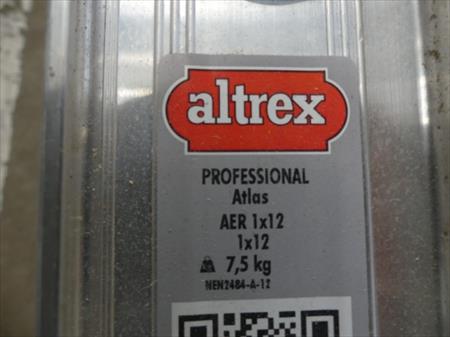 altrex
PROFESSIONAL
Atlas
AER 1x12
1x12
7,5 kg
NEN2484-A-12